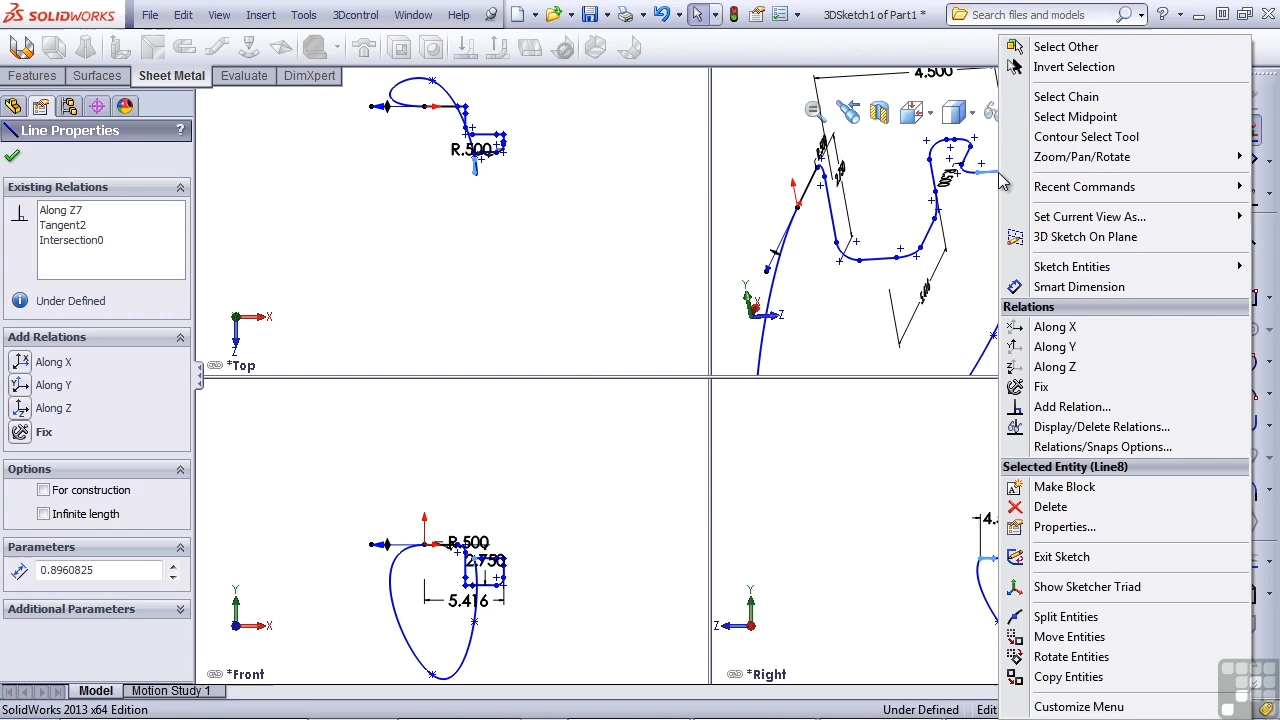 SOLIDWORKS File Edit View Insert Tools 3Dcontrol Window Help 3DSketch1 of Part1 * Search files and models
Features Surfaces Sheet Metal Evaluate DimXpert
Line Properties ?
Existing Relations
Along Z7
Tangent2
Intersection0
Under Defined
Add Relations
Along X
Along Y
Along Z
Fix
Options
For construction
Infinite length
Parameters
0.8960825
Additional Parameters
R.500
X
Z
*Top
4.500
R.500
Y
X
Z
R.500
2.750
5.416
Y
X
*Front
4.
Y
Z
*Right
Select Other
Invert Selection
Select Chain
Select Midpoint
Contour Select Tool
Zoom/Pan/Rotate
Recent Commands
Set Current View As...
3D Sketch On Plane
Sketch Entities
Smart Dimension
Relations
Along X
Along Y
Along Z
Fix
Add Relation...
Display/Delete Relations...
Relations/Snaps Options...
Selected Entity (Line8)
Make Block
Delete
Properties...
Exit Sketch
Show Sketcher Triad
Split Entities
Move Entities
Rotate Entities
Copy Entities
Customize Menu
Model Motion Study 1
SolidWorks 2013 x64 Edition Under Defined Edit